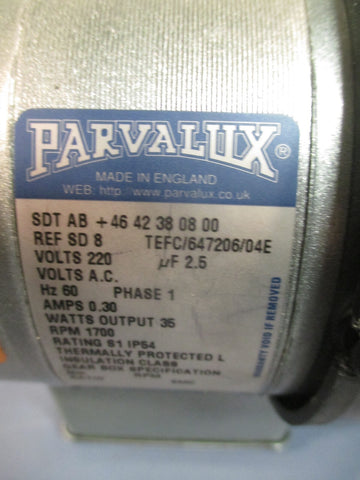 PARVALUX®
MADE IN ENGLAND
WEB: http: www.parvalux.co.uk
SDT AB + 46 42 38 08 00
REF SD 8 TEFC/647206/04E
VOLTS 220 µF 2.5
VOLTS A.C.
Hz 60 PHASE 1
AMPS 0.30
WATTS OUTPUT 35
RPM 1700
RATING S1 IP54
THERMALLY PROTECTED L
INSULATION CLASS
GEAR BOX SPECIFICATION
RATIO RPM
WARRANTY VOID IF REMOVED